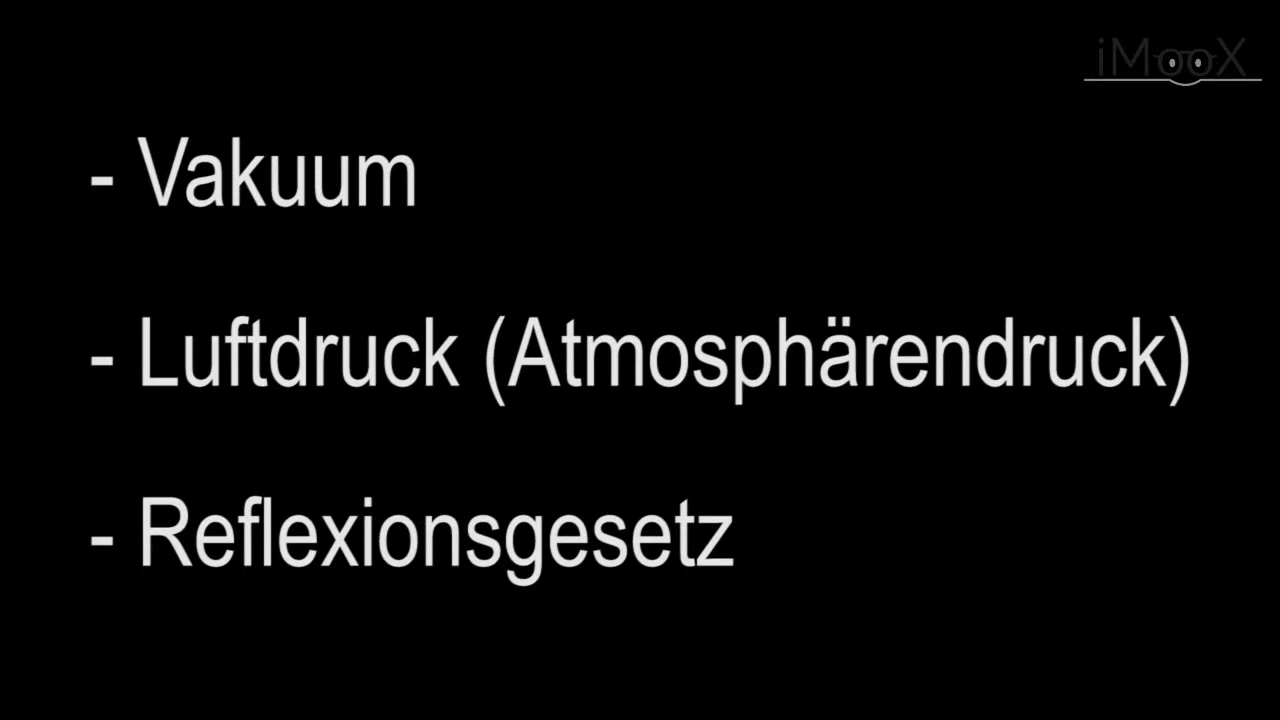 iMooX
- Vakuum
- Luftdruck (Atmosphärendruck)
- Reflexionsgesetz